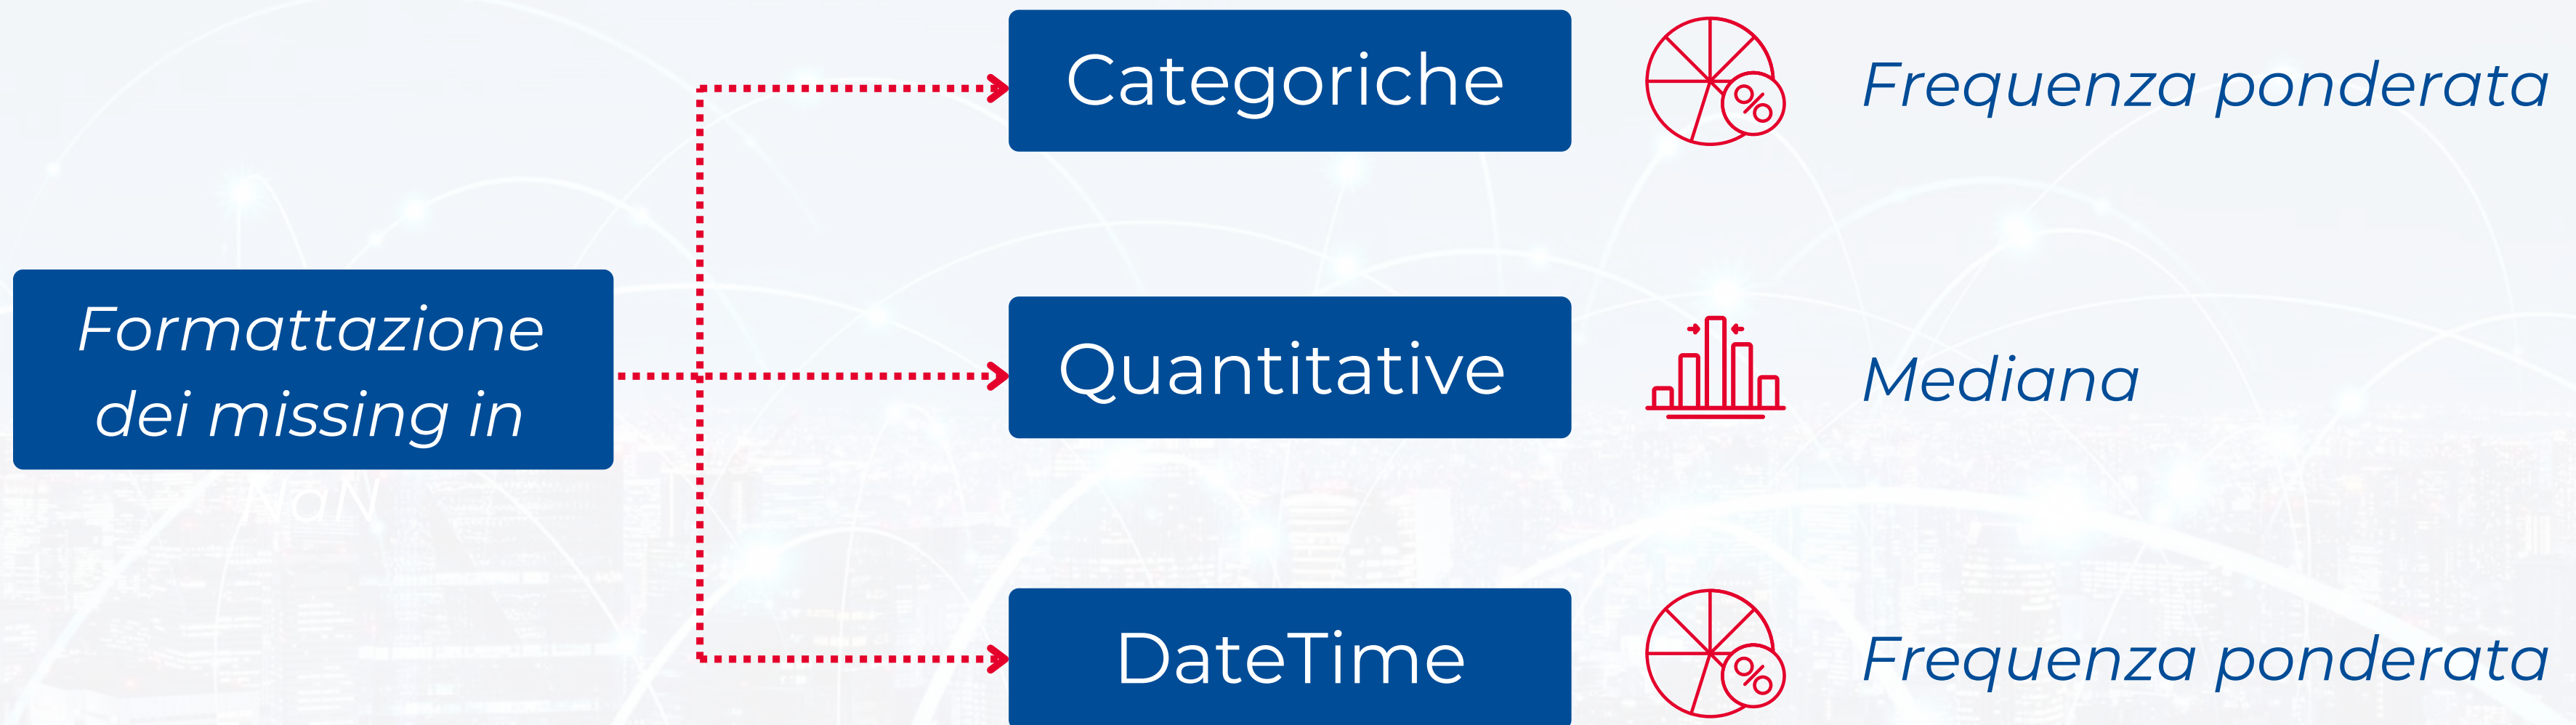 Formattazione
dei missing in
NaN
Categoriche
Frequenza ponderata
Quantitative
Mediana
DateTime
Frequenza ponderata